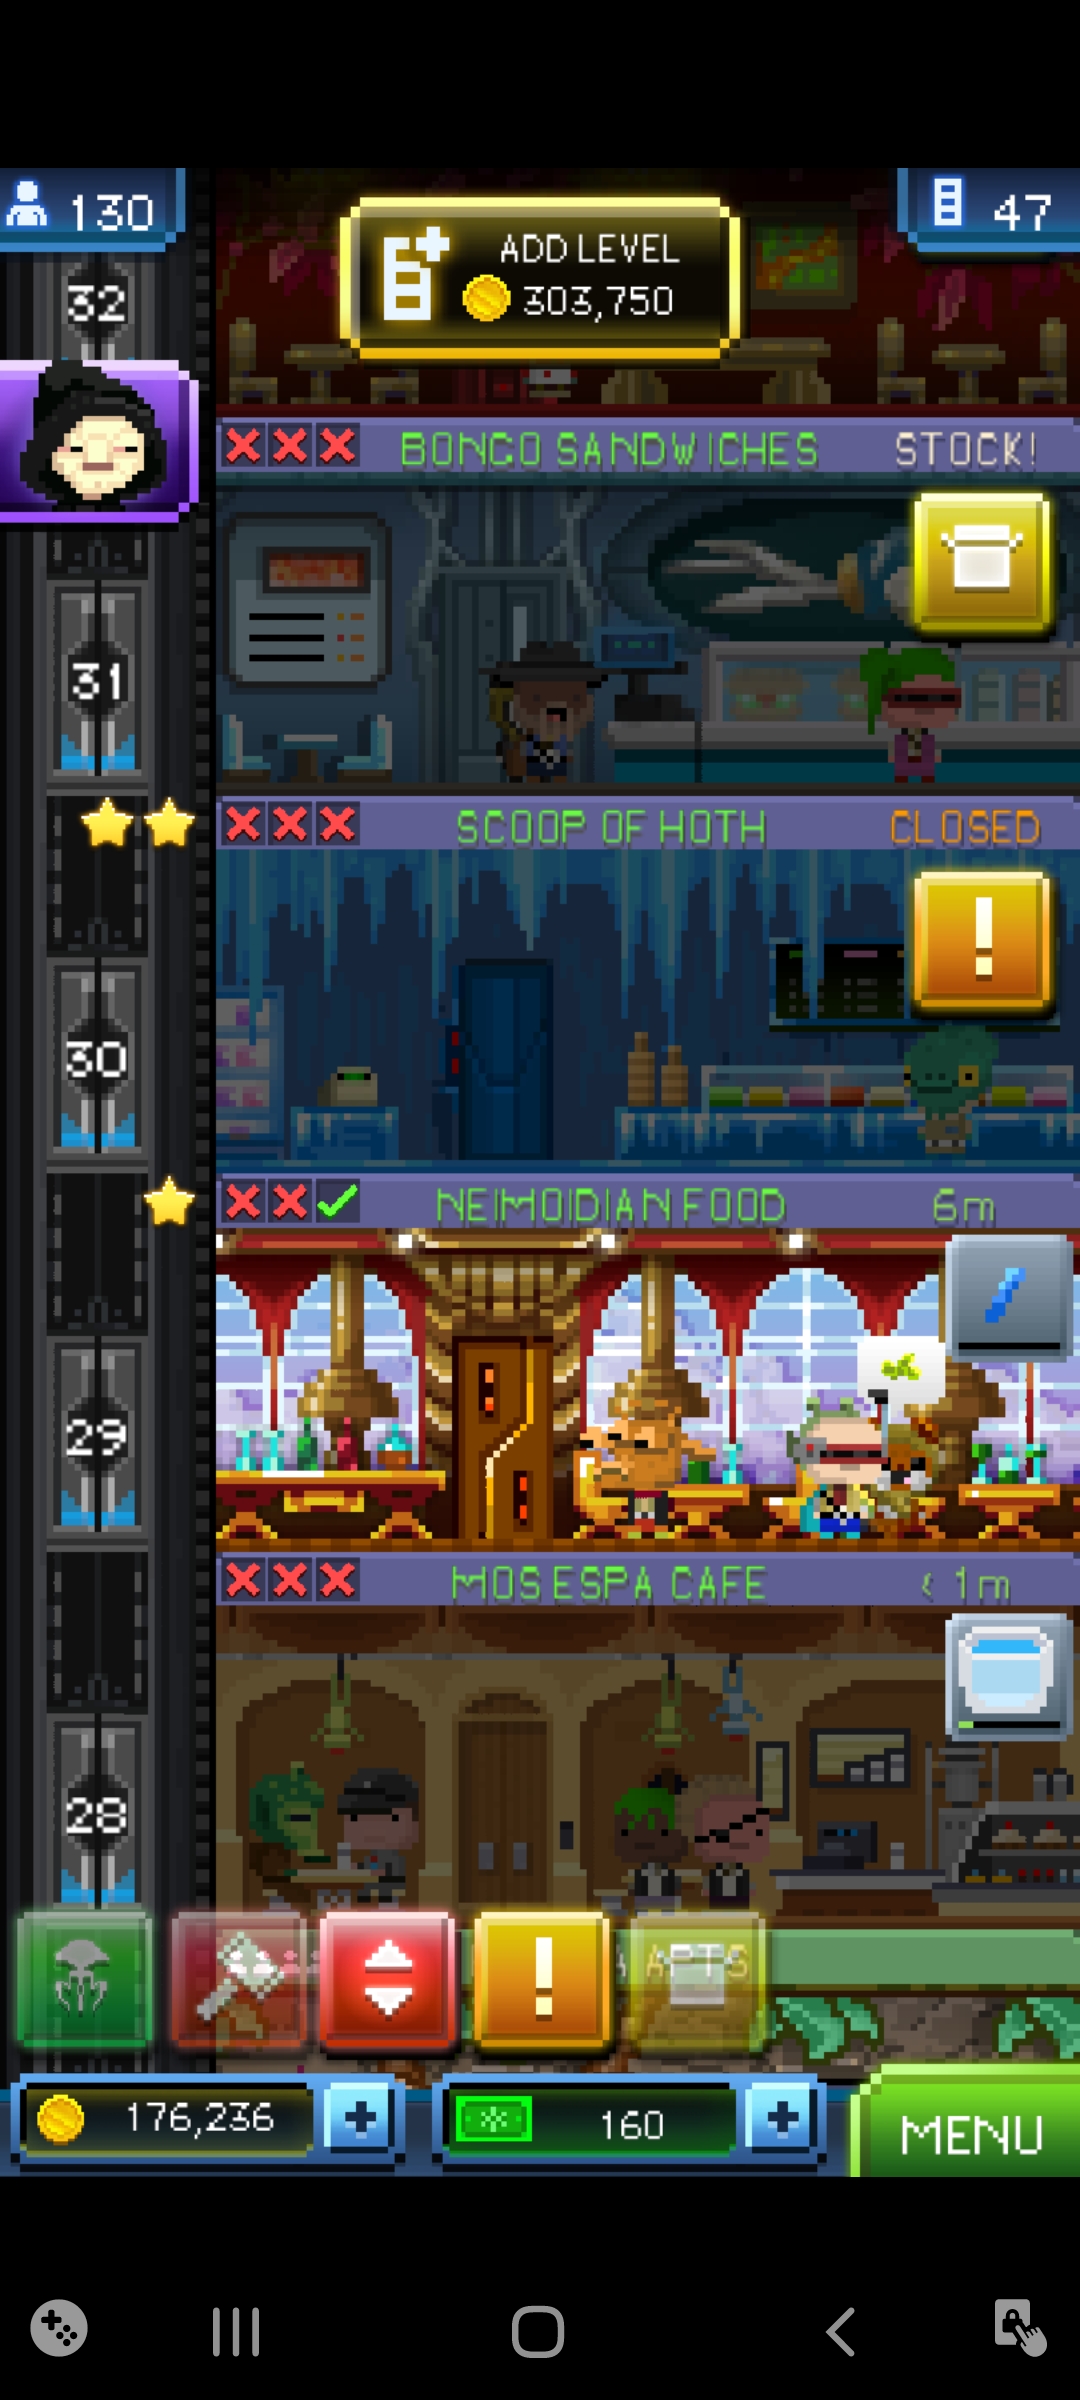 130
ADD LEVEL
303,750
47
32
BONGO SANDWICHES
STOCK!
31
SCOOP OF HOTH
CLOSED
!
30
NEIMOIDIAN FOOD
6m
29
MOS ESPA CAFE
< 1m
28
!
APTS
176,236
+
160
+
MENU